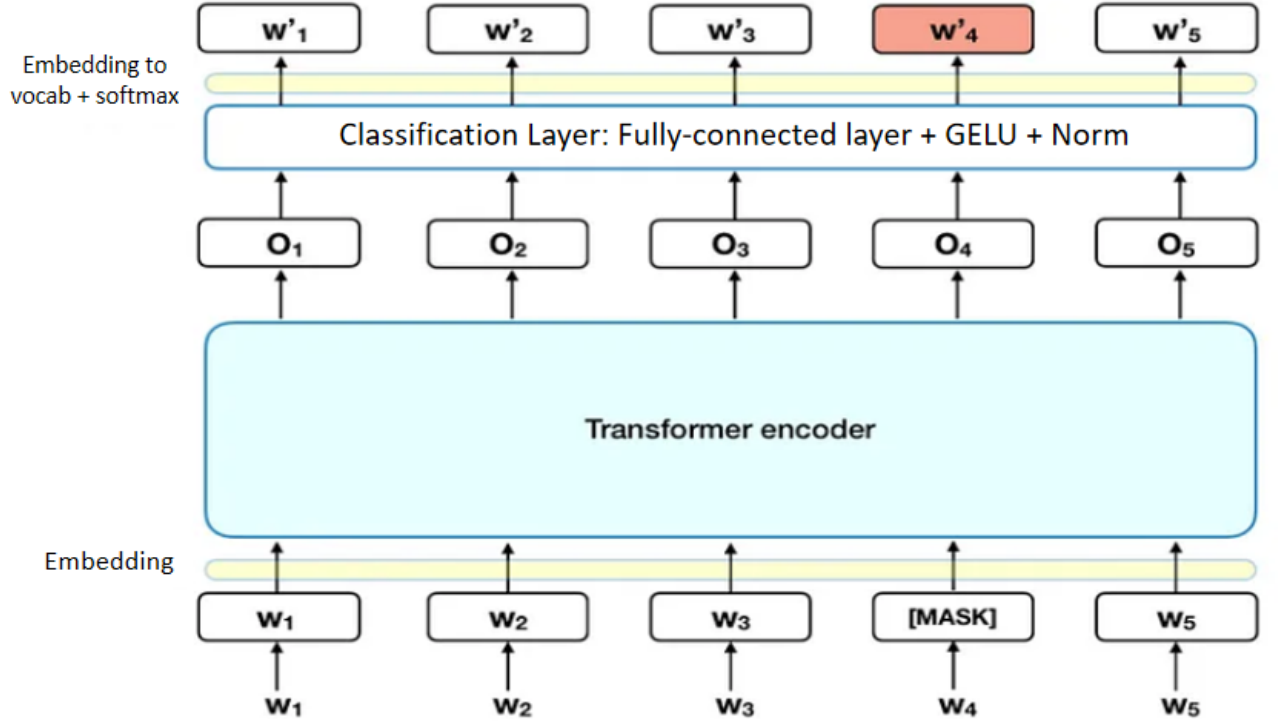 w’₁ w’₂ w’₃ w’₄ w’₅
Embedding to
vocab + softmax
Classification Layer: Fully-connected layer + GELU + Norm
O₁ O₂ O₃ O₄ O₅
Transformer encoder
Embedding
w₁ w₂ w₃ [MASK] w₅
w₁ w₂ w₃ w₄ w₅